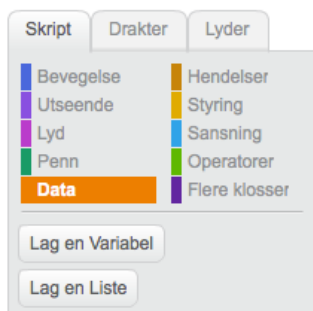 Skript Drakter Lyder
Bevegelse Hendelser
Utseende Styring
Lyd Sansning
Penn Operatorer
Data Flere klosser
Lag en Variabel
Lag en Liste